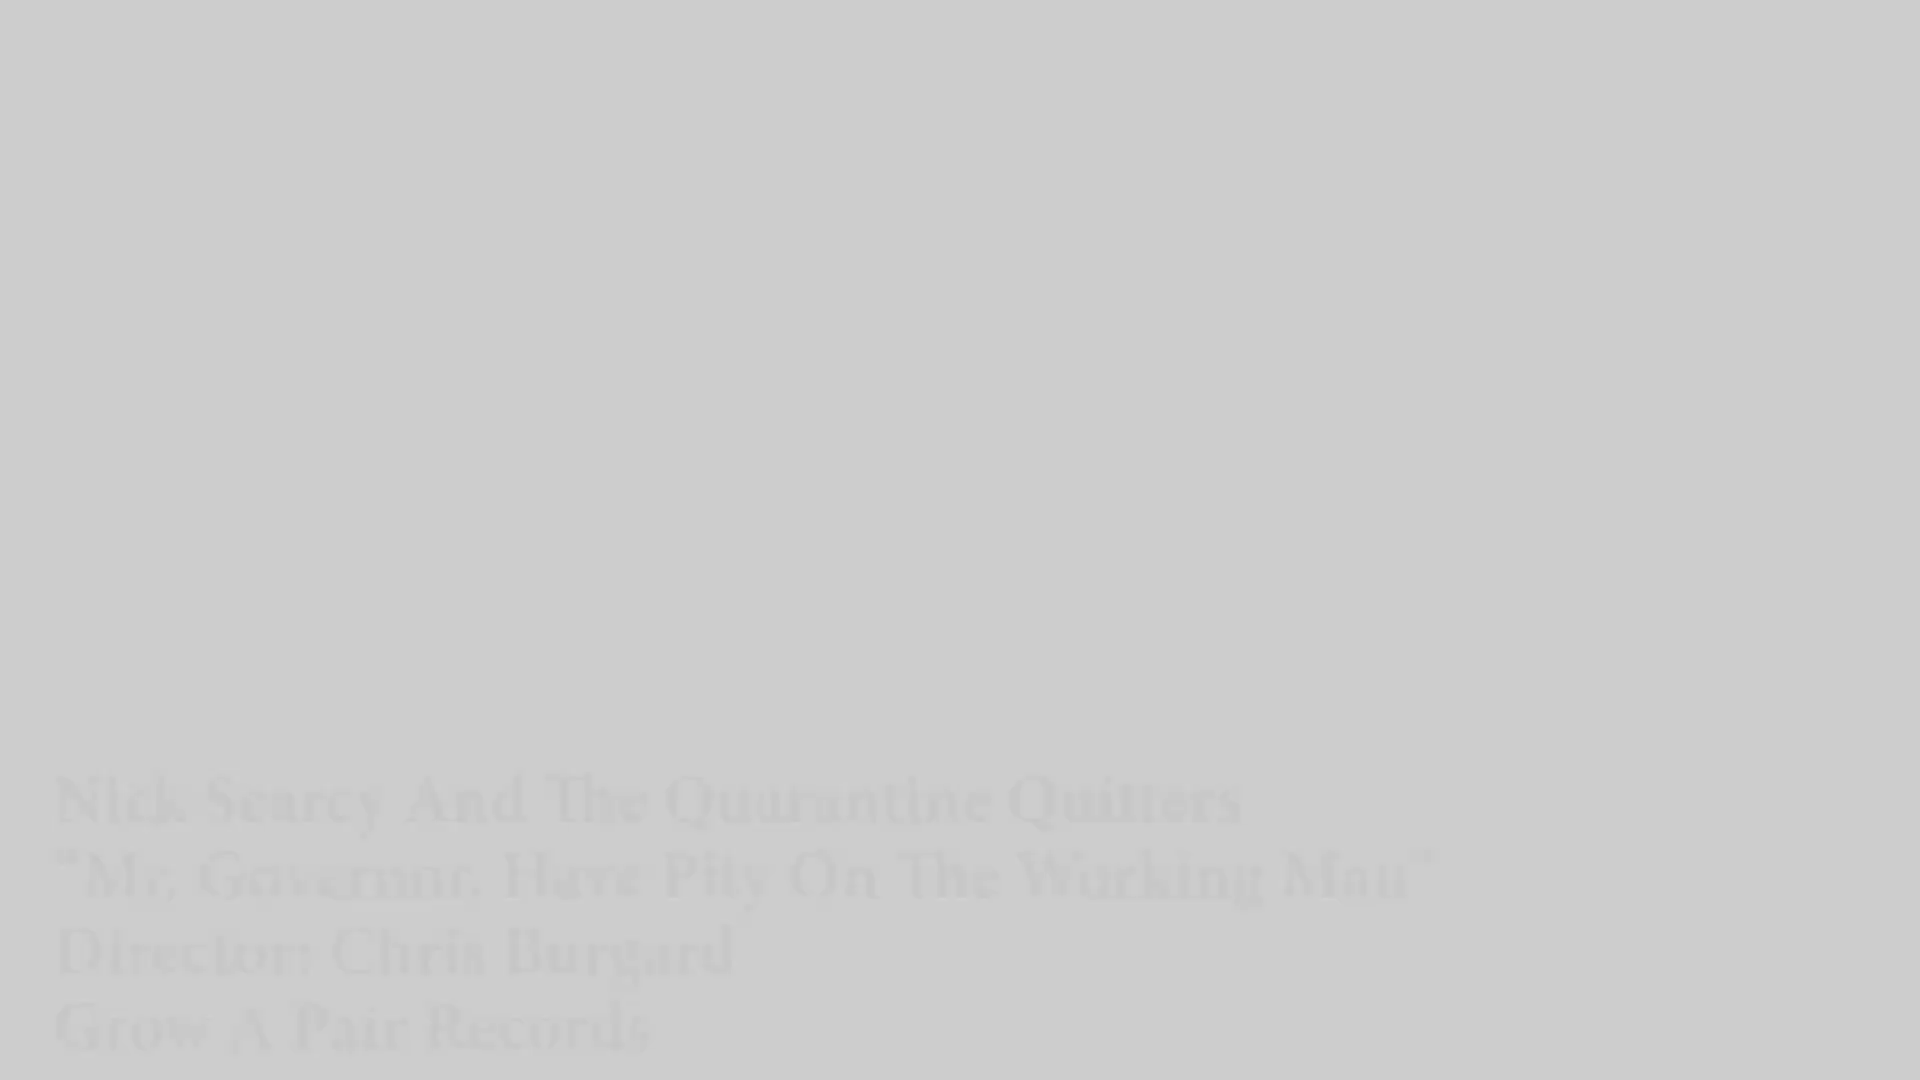 Nick Searcy And The Quarantine Quitters
"Mr. Governor, Have Pity On The Working Man"
Director: Chris Burgard
Grow A Pair Records